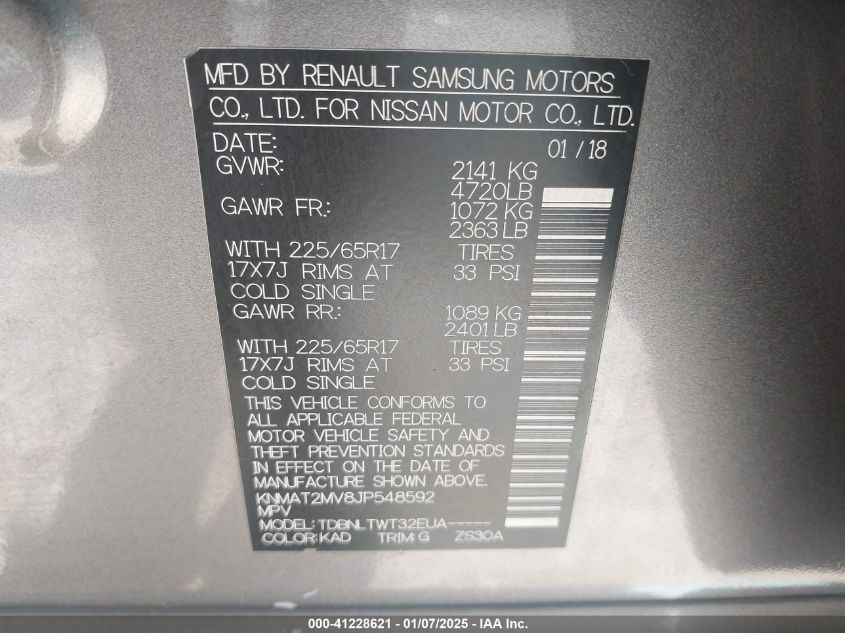 MFD BY RENAULT SAMSUNG MOTORS
CO., LTD. FOR NISSAN MOTOR CO., LTD.
DATE: 01 / 18
GVWR: 2141 KG
4720LB
GAWR FR.: 1072 KG
2363 LB
WITH 225/65R17 TIRES
17X7J RIMS AT 33 PSI
COLD SINGLE
GAWR RR.: 1089 KG
2401 LB
WITH 225/65R17 TIRES
17X7J RIMS AT 33 PSI
COLD SINGLE
THIS VEHICLE CONFORMS TO
ALL APPLICABLE FEDERAL
MOTOR VEHICLE SAFETY AND
THEFT PREVENTION STANDARDS
IN EFFECT ON THE DATE OF
MANUFACTURE SHOWN ABOVE.
KNMAT2MV8JP548592
MPV
MODEL: TDBNLTWT32EUA-----
COLOR: KAD TRIM: G ZS30A
000-41228621 - 01/07/2025 - IAA Inc.